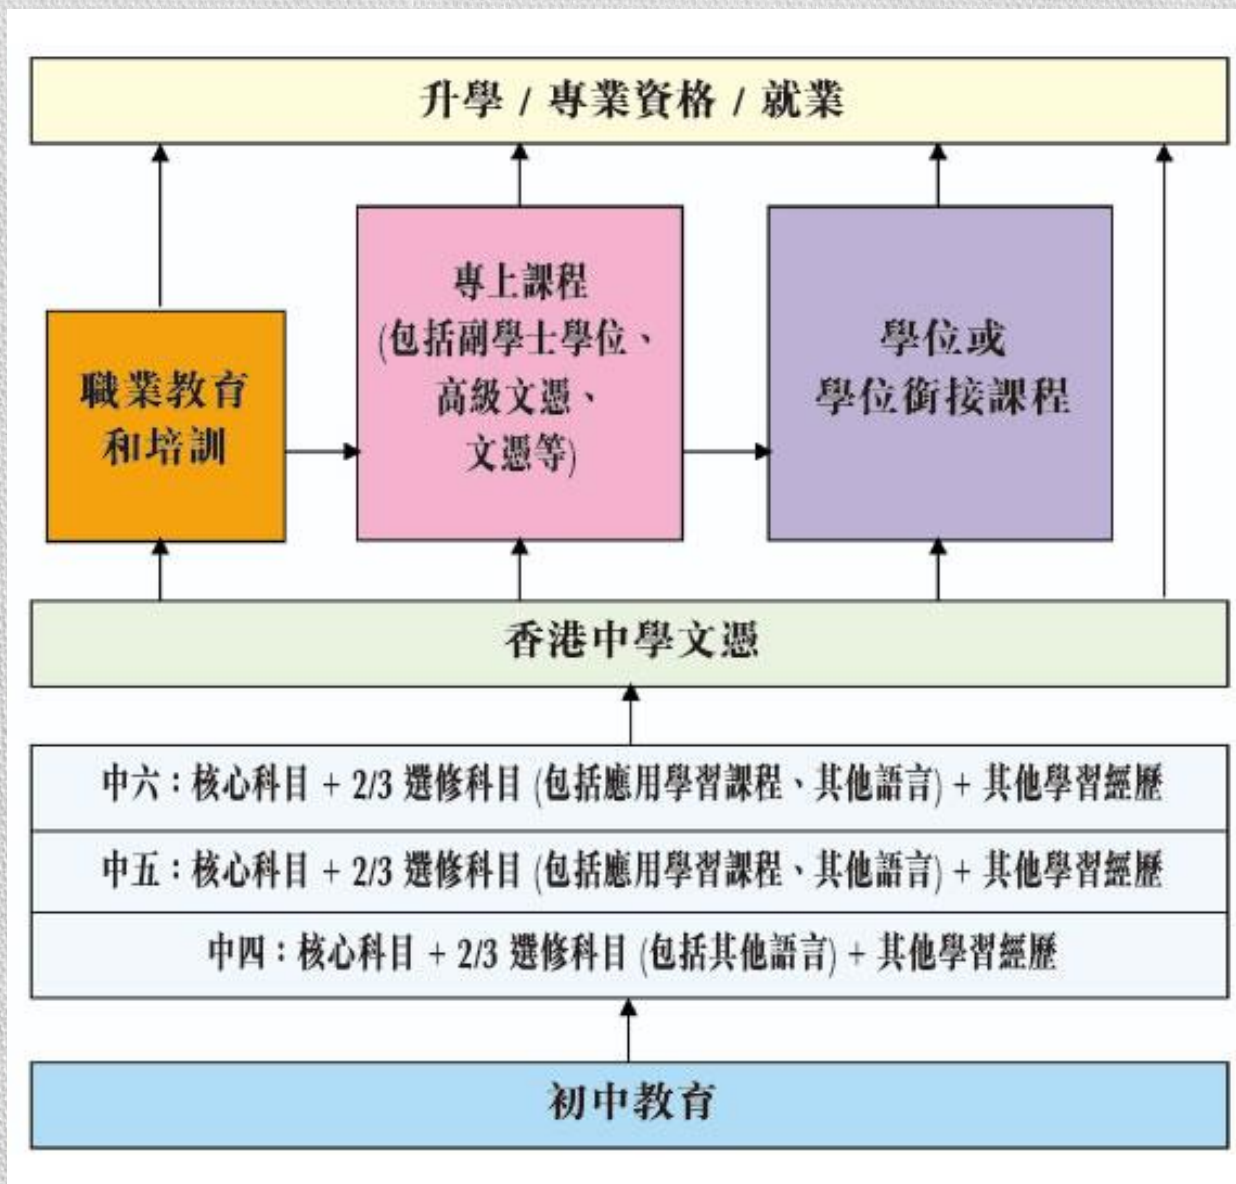 升學 / 專業資格 / 就業
職業教育
和培訓
專上課程
(包括副學士學位、
高級文憑、
文憑等)
學位或
學位銜接課程
香港中學文憑
中六：核心科目 + 2/3 選修科目 (包括應用學習課程、其他語言) + 其他學習經歷
中五：核心科目 + 2/3 選修科目 (包括應用學習課程、其他語言) + 其他學習經歷
中四：核心科目 + 2/3 選修科目 (包括其他語言) + 其他學習經歷
初中教育